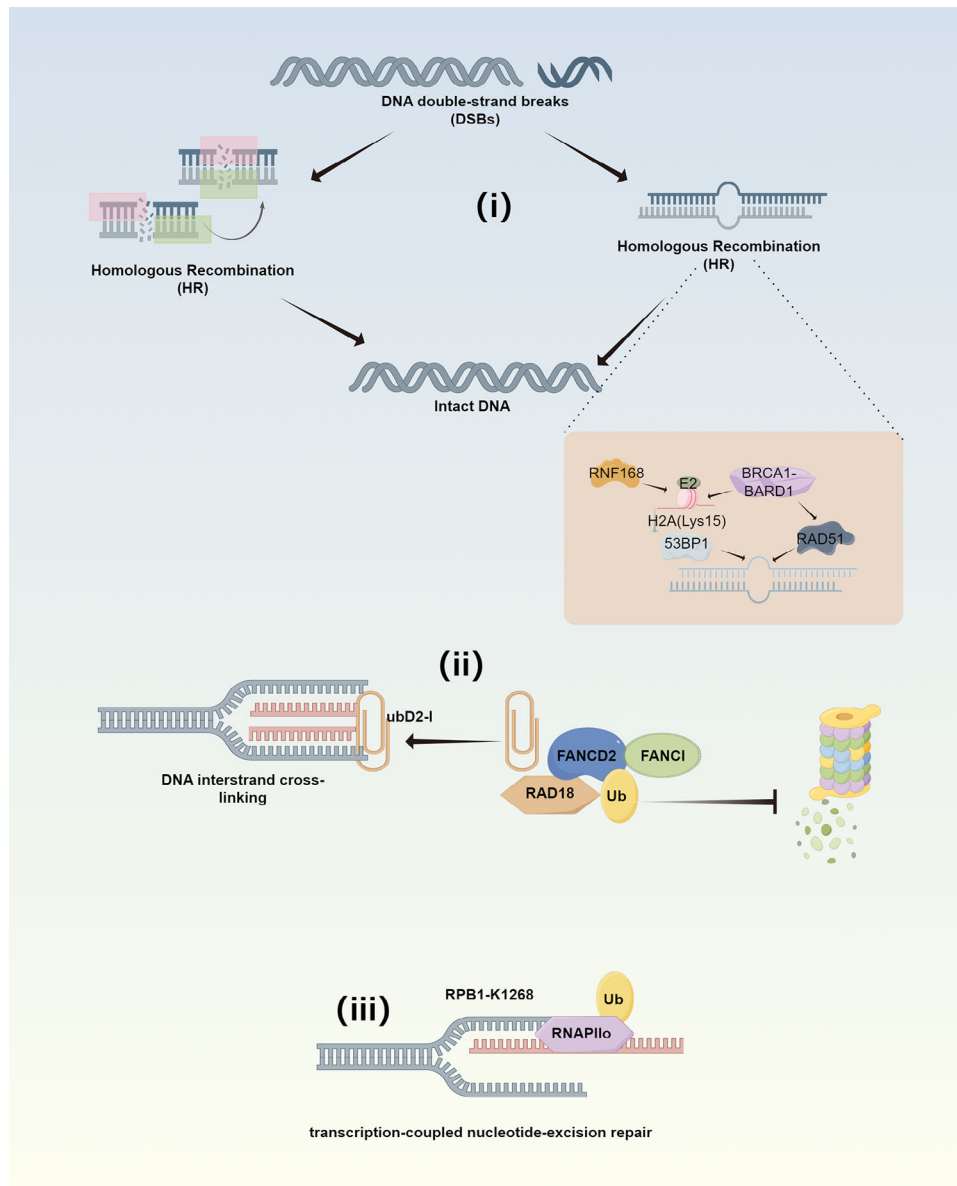 DNA double-strand breaks
(DSBs)
(i)
Homologous Recombination
(HR)
Homologous Recombination
(HR)
Intact DNA
RNF168
E2
BRCA1-
BARD1
H2A(Lys15)
53BP1
RAD51
(ii)
ubD2-I
DNA interstrand cross-
linking
FANCD2
FANCI
RAD18
Ub
(iii)
RPB1-K1268
Ub
RNAPIIo
transcription-coupled nucleotide-excision repair